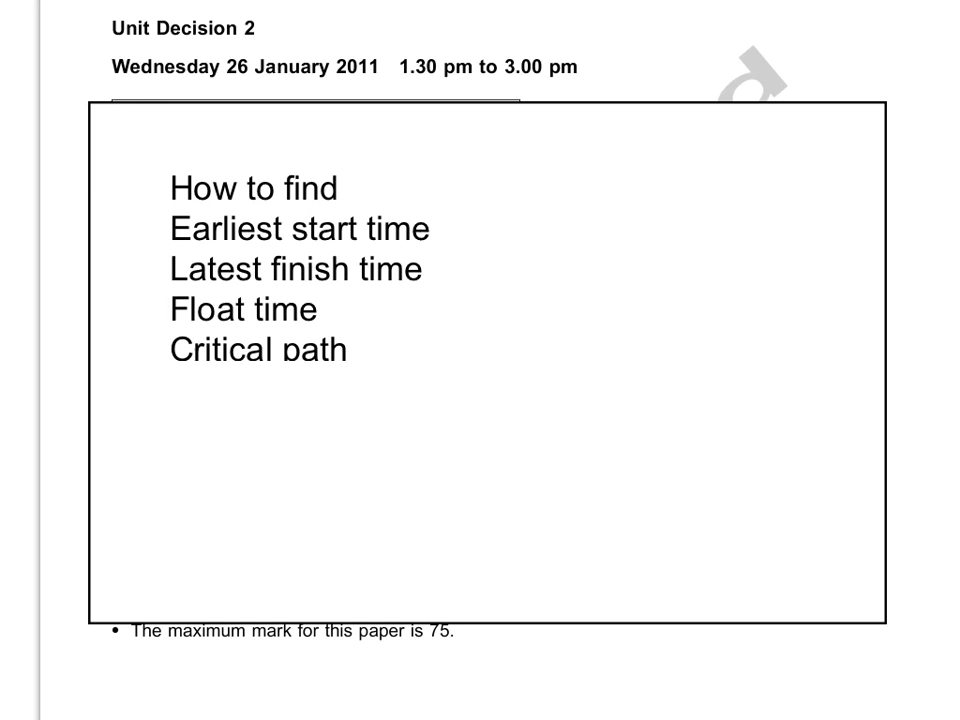 Unit Decision 2
Wednesday 26 January 2011 1.30 pm to 3.00 pm
How to find
Earliest start time
Latest finish time
Float time
Critical path
• The maximum mark for this paper is 75.